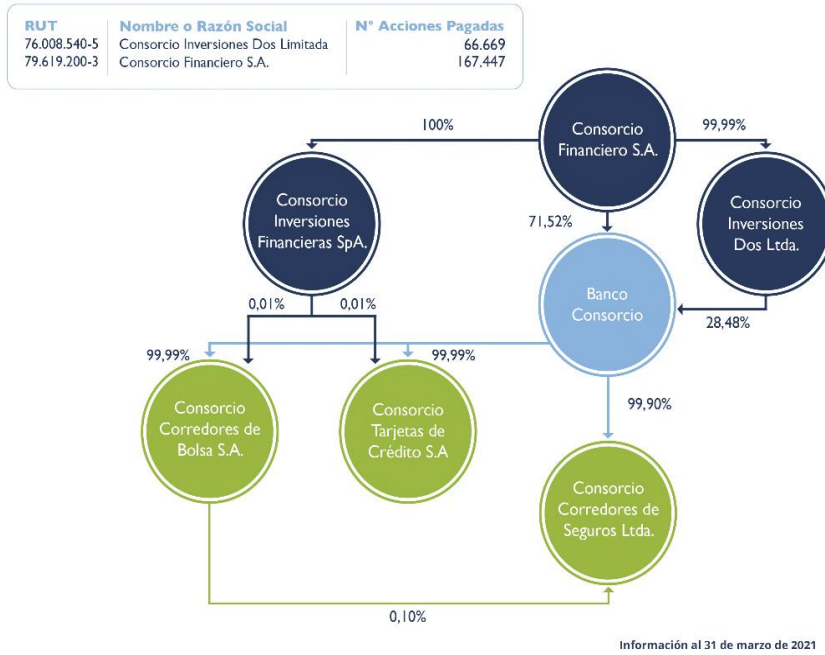 RUT Nombre o Razón Social N° Acciones Pagadas
76.008.540-5 Consorcio Inversiones Dos Limitada 66.669
79.619.200-3 Consorcio Financiero S.A. 167.447
100%
Consorcio
Financiero S.A.
99,99%
Consorcio
Inversiones
Financieras SpA.
71,52%
Consorcio
Inversiones
Dos Ltda.
Banco
Consorcio
28,48%
0,01%
0,01%
99,99%
99,99%
Consorcio
Corredores de
Bolsa S.A.
Consorcio
Tarjetas de
Crédito S.A
99,90%
Consorcio
Corredores de
Seguros Ltda.
0,10%
Información al 31 de marzo de 2021